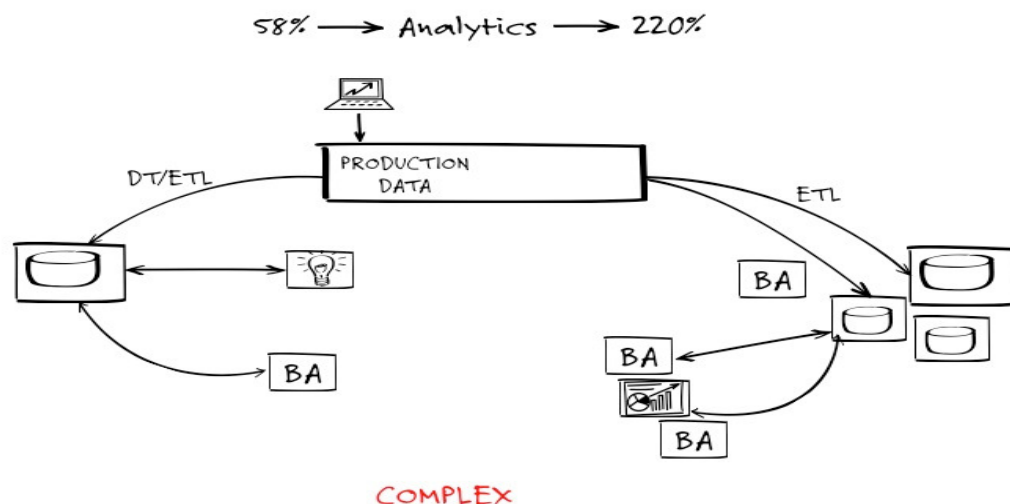 58% → Analytics → 220%
PRODUCTION
DATA
DT/ETL
ETL
BA
BA
BA
BA
COMPLEX